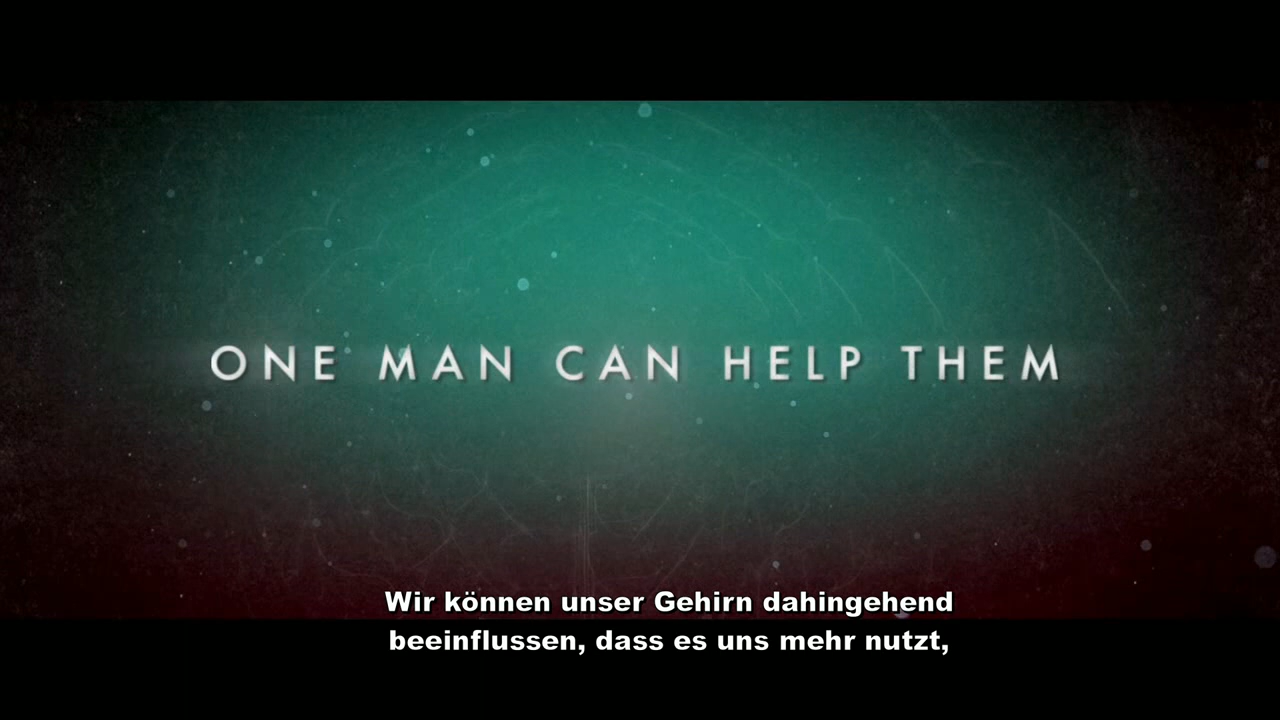 ONE MAN CAN HELP THEM
Wir können unser Gehirn dahingehend
beeinflussen, dass es uns mehr nutzt,